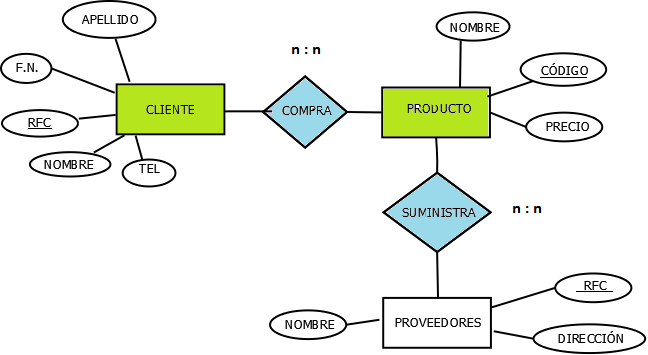 APELLIDO
NOMBRE
n : n
F.N.
CÓDIGO
CLIENTE
COMPRA
PRODUCTO
RFC
PRECIO
NOMBRE
TEL
SUMINISTRA
n : n
RFC
NOMBRE
PROVEEDORES
DIRECCIÓN